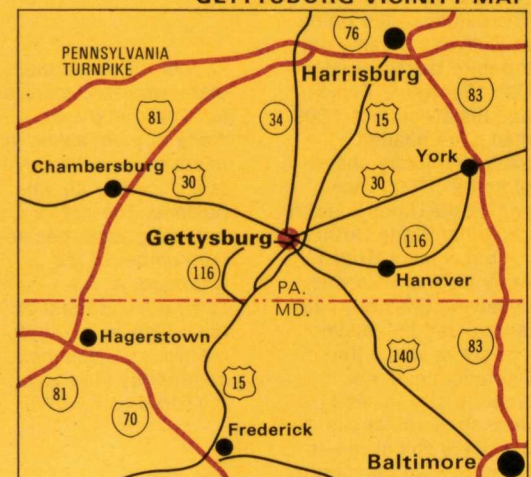 GETTYSBURG VICINITY MAP
76
PENNSYLVANIA
TURNPIKE
Harrisburg
81
34
15
83
Chambersburg
30
30
York
Gettysburg
116
116
Hanover
PA.
MD.
Hagerstown
140
83
15
81
70
Frederick
Baltimore